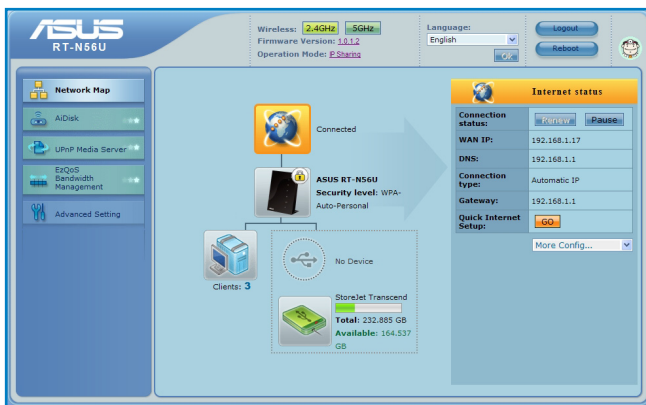 ASUS
RT-N56U
Wireless: 2.4GHz 5GHz
Firmware Version: 1.0.1.2
Operation Mode: IP Sharing
Language:
English
Logout
Reboot
Network Map
AiDisk
UPnP Media Server
EzQoS
Bandwidth
Management
Advanced Setting
Connected
ASUS RT-N56U
Security level: WPA-
Auto-Personal
Clients: 3
No Device
StoreJet Transcend
Total: 232.885 GB
Available: 164.537
GB
Internet status
Connection
status:
Renew Pause
WAN IP: 192.168.1.17
DNS: 192.168.1.1
Connection
type:
Automatic IP
Gateway: 192.168.1.1
Quick Internet
Setup:
GO
More Config...